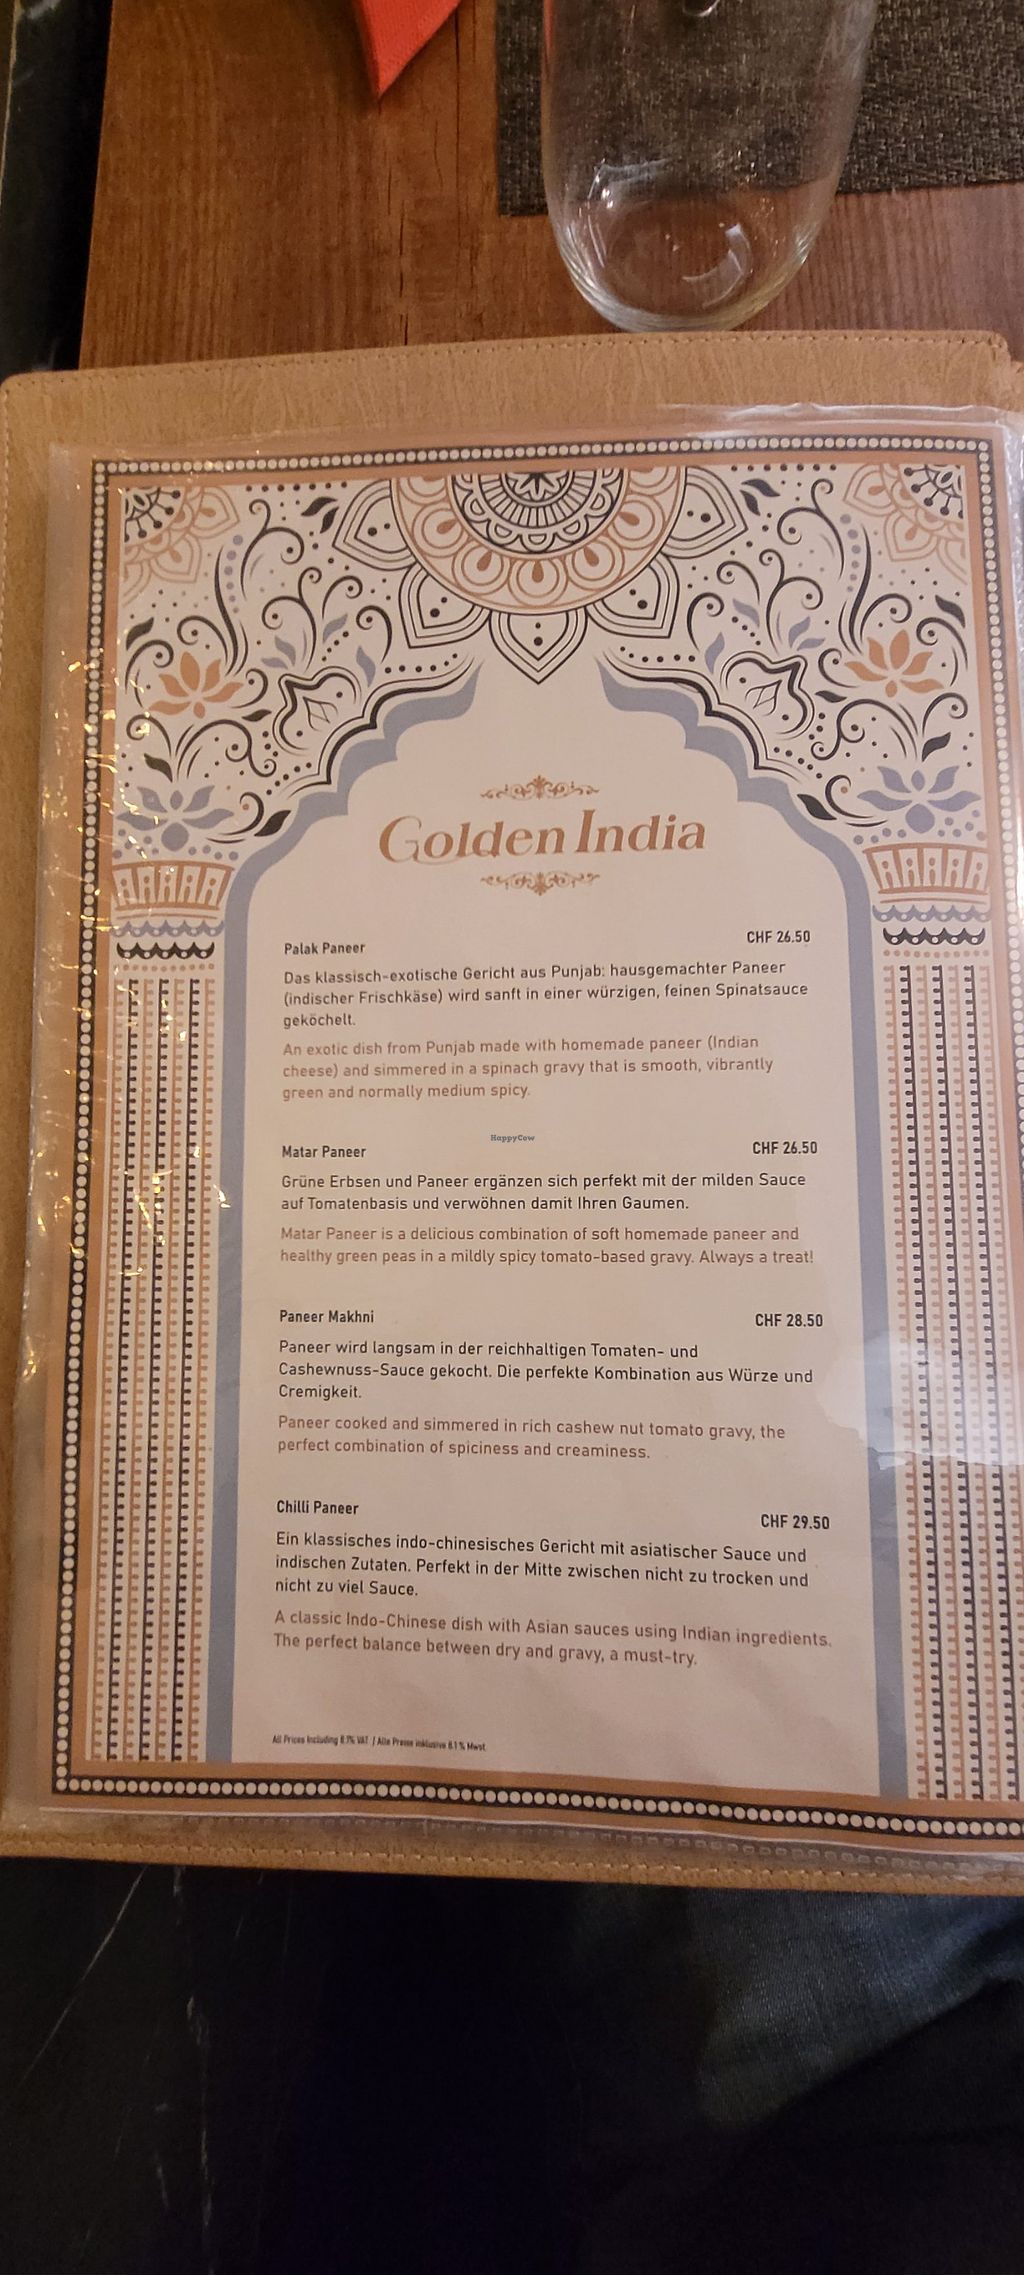 Golden India
Palak Paneer CHF 26.50
Das klassisch-exotische Gericht aus Punjab: hausgemachter Paneer
(indischer Frischkäse) wird sanft in einer würzigen, feinen Spinatsauce
geköchelt.
An exotic dish from Punjab made with homemade paneer (Indian
cheese) and simmered in a spinach gravy that is smooth, vibrantly
green and normally medium spicy.
HappyCow
Matar Paneer CHF 26.50
Grüne Erbsen und Paneer ergänzen sich perfekt mit der milden Sauce
auf Tomatenbasis und verwöhnen damit Ihren Gaumen.
Matar Paneer is a delicious combination of soft homemade paneer and
healthy green peas in a mildly spicy tomato-based gravy. Always a treat!
Paneer Makhni CHF 28.50
Paneer wird langsam in der reichhaltigen Tomaten- und
Cashewnuss-Sauce gekocht. Die perfekte Kombination aus Würze und
Cremigkeit.
Paneer cooked and simmered in rich cashew nut tomato gravy, the
perfect combination of spiciness and creaminess.
Chilli Paneer CHF 29.50
Ein klassisches indo-chinesisches Gericht mit asiatischer Sauce und
indischen Zutaten. Perfekt in der Mitte zwischen nicht zu trocken und
nicht zu viel Sauce.
A classic Indo-Chinese dish with Asian sauces using Indian ingredients.
The perfect balance between dry and gravy, a must-try.
All Prices Including VAT | Alle Preise inklusive 8.1 % Mwst.